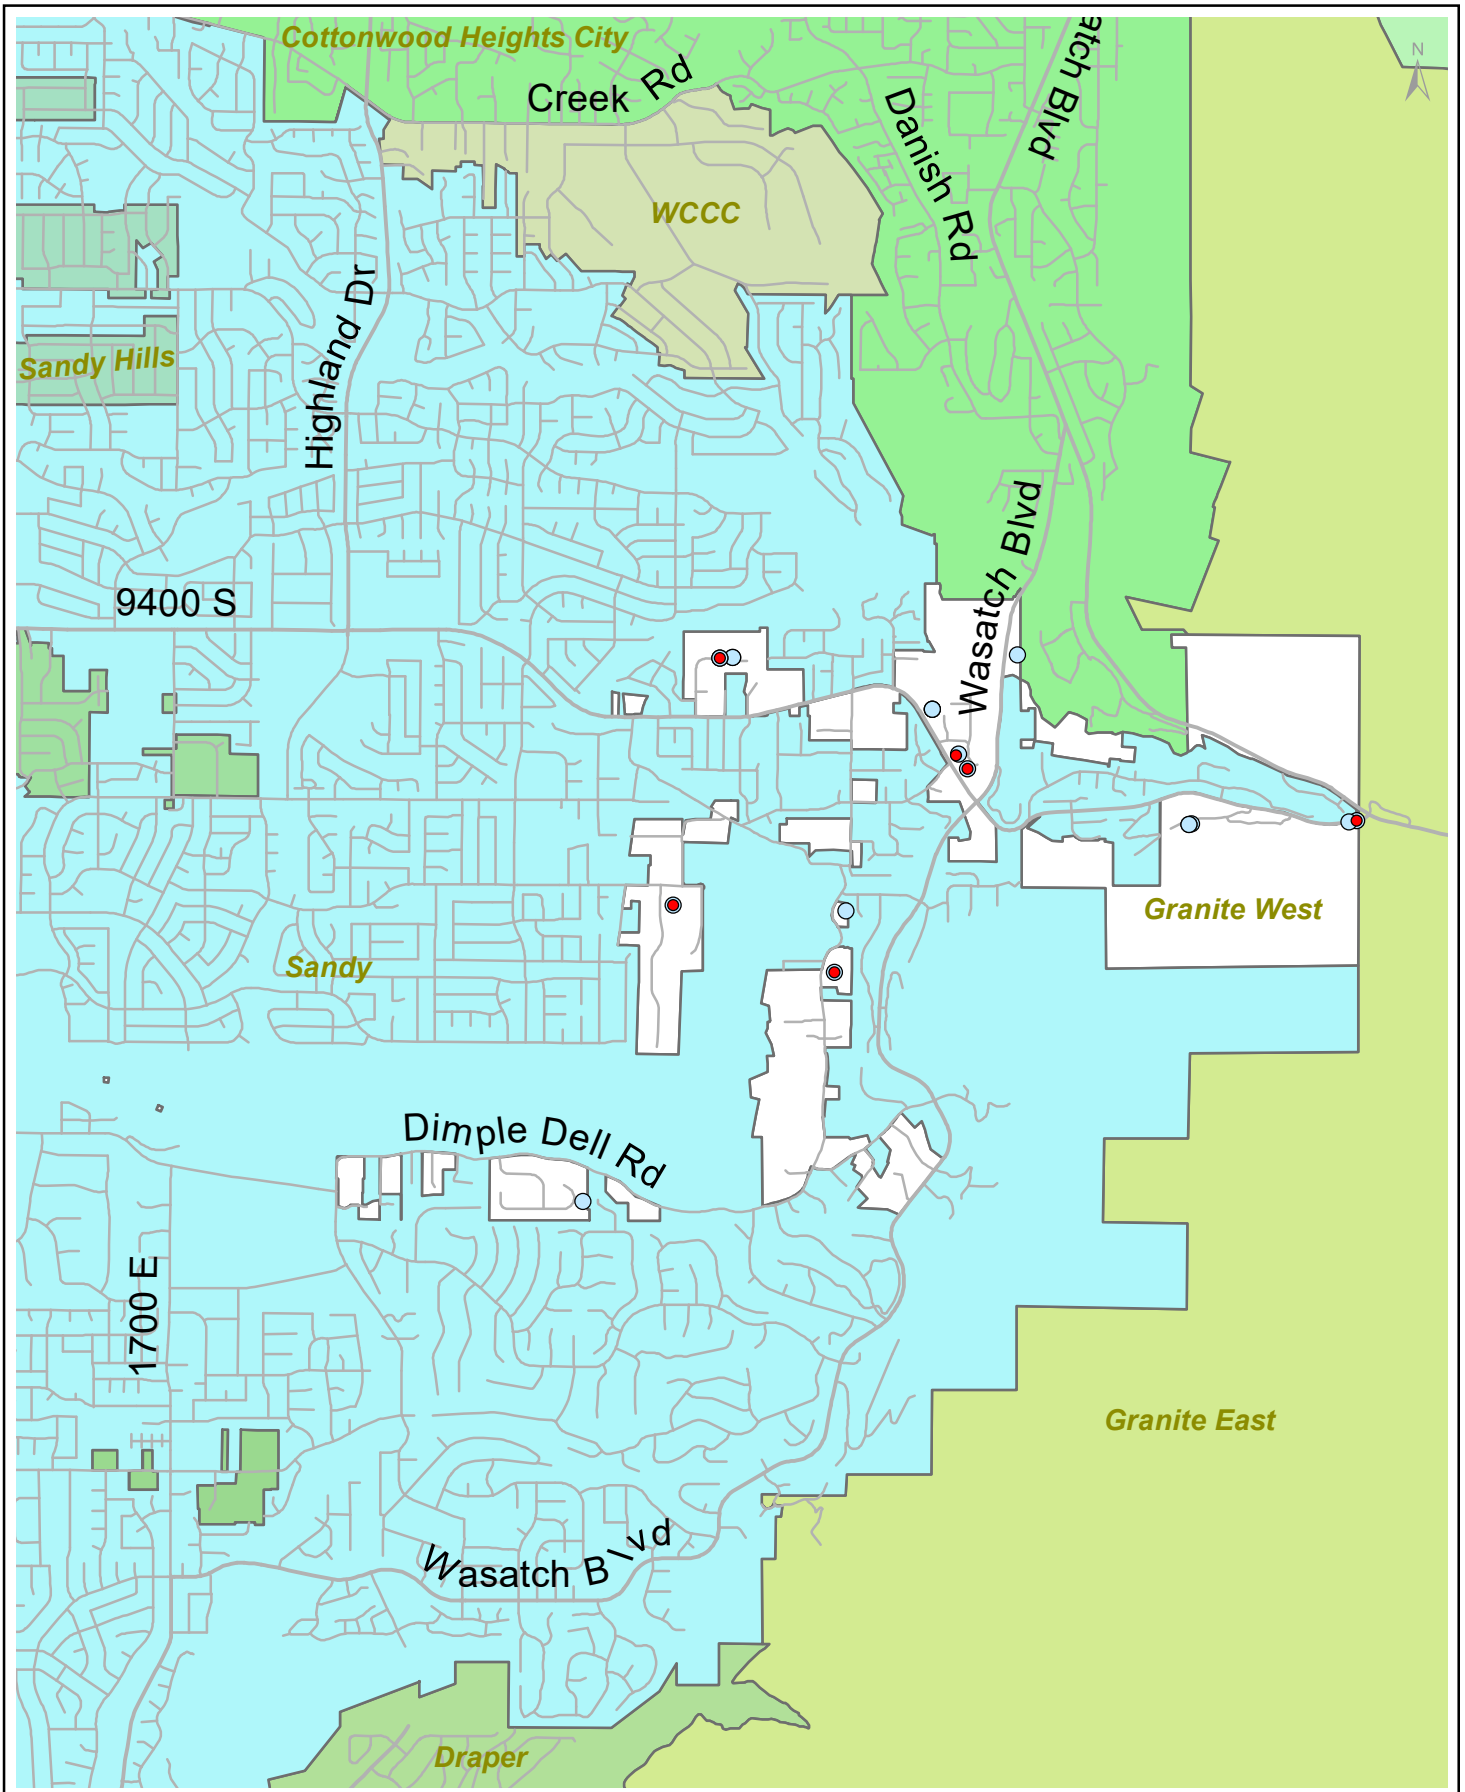 Cottonwood Heights City
Creek Rd
atch Blvd
N
Danish Rd
WCCC
Highland Dr
Sandy Hills
Wasatch Blvd
9400 S
Granite West
Sandy
Dimple Dell Rd
1700 E
Granite East
Wasatch Blvd
Draper